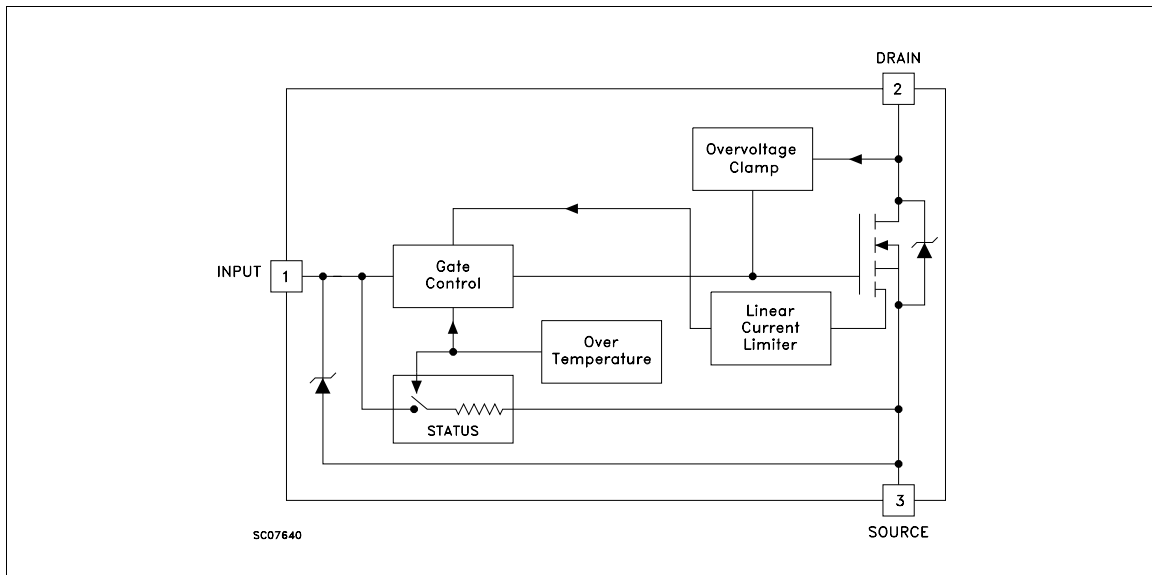 DRAIN
2
Overvoltage
Clamp
INPUT
1
Gate
Control
Linear
Current
Limiter
Over
Temperature
STATUS
3
SOURCE
SC07640